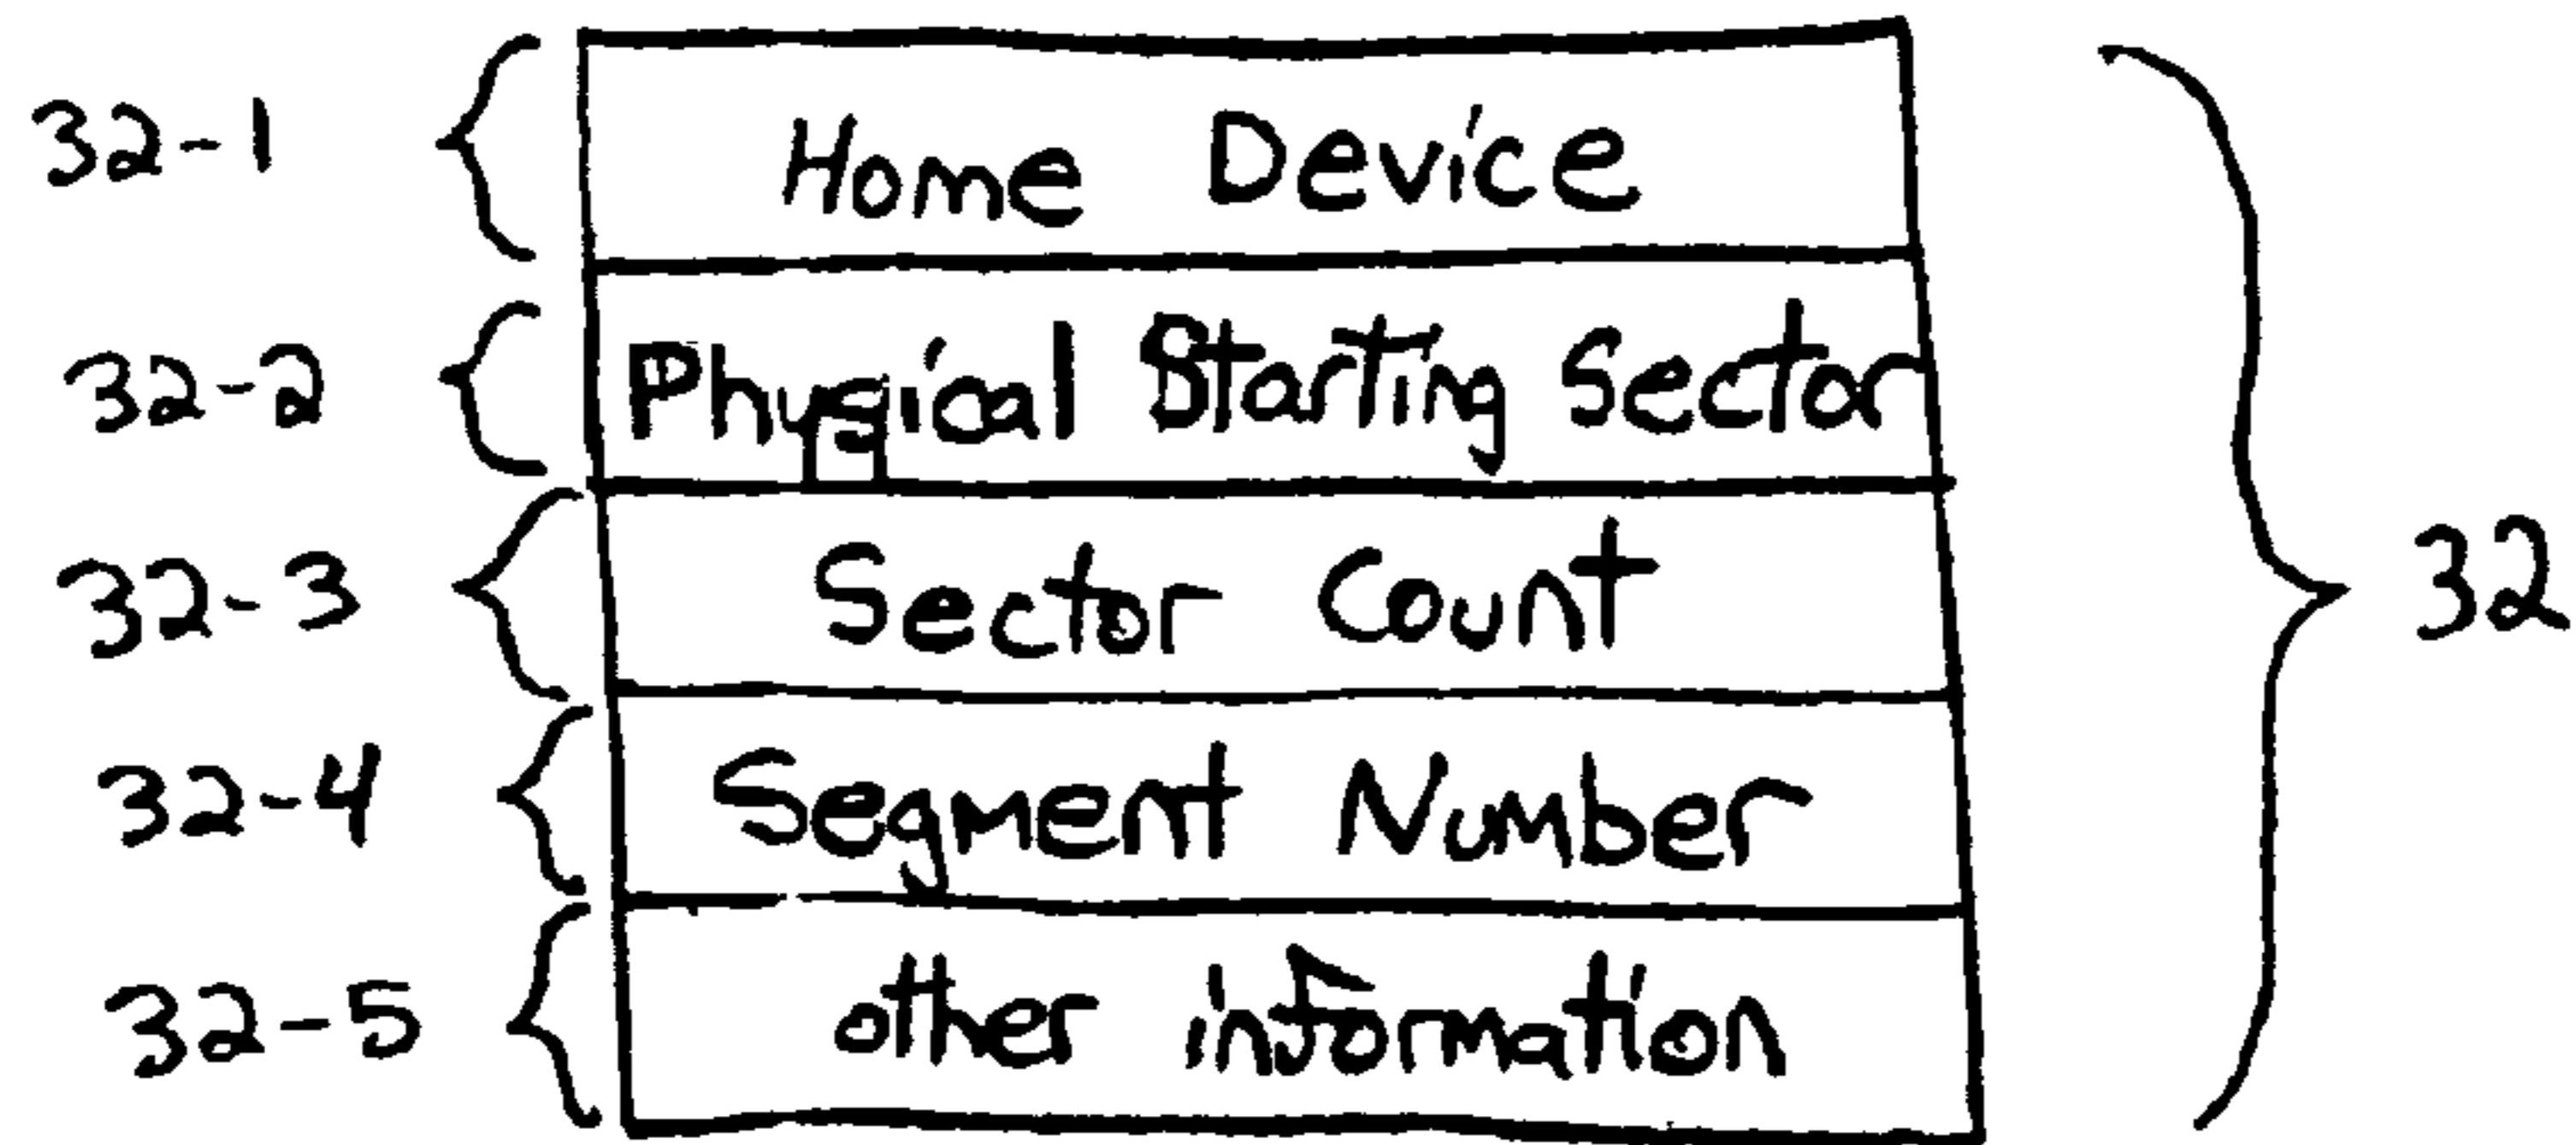 32-1 Home Device
32-2 Physical Starting Sector
32-3 Sector Count 32
32-4 Segment Number
32-5 other information